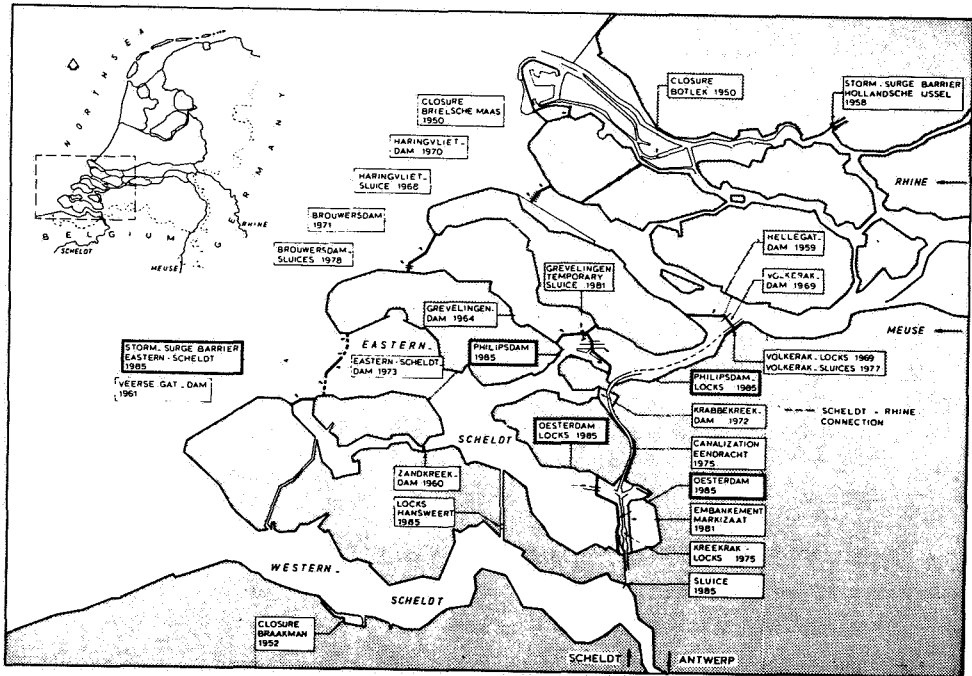 NORTH SEA
GERMANY
BELGIUM
SCHELDT
MEUSE
RHINE
CLOSURE
BOTLEK 1950
STORM-SURGE BARRIER
HOLLANDSCHE IJSSEL
1958
CLOSURE
BRIELSCHE MAAS
1950
HARINGVLIET-
DAM 1970
HARINGVLIET-
SLUICE 1968
RHINE
BROUWERSDAM
1971
BROUWERSDAM-
SLUICES 1978
HELLEGAT-
DAM 1959
GREVELINGEN
TEMPORARY
SLUICE 1981
VOLKERAK-
DAM 1969
GREVELINGEN-
DAM 1964
MEUSE
STORM-SURGE BARRIER
EASTERN-SCHELDT
1985
EASTERN-
EASTERN-SCHELDT-
DAM 1973
PHILIPSDAM
1985
VOLKERAK-LOCKS 1969
VOLKERAK-SLUICES 1977
VEERSE GAT-DAM
1961
PHILIPSDAM-
LOCKS 1985
SCHELDT-RHINE
CONNECTION
KRABBEKREEK-
DAM 1972
OESTERDAM
LOCKS 1985
SCHELDT
CANALIZATION
EENDRACHT
1975
ZANDKREEK-
DAM 1960
OESTERDAM
1985
LOCKS
HANSWEERT
1985
EMBANKEMENT
MARKIZAAT
1981
KREEKRAK-
LOCKS 1975
WESTERN-
SCHELDT
SLUICE
1985
CLOSURE
BRAAKMAN
1952
SCHELDT
ANTWERP